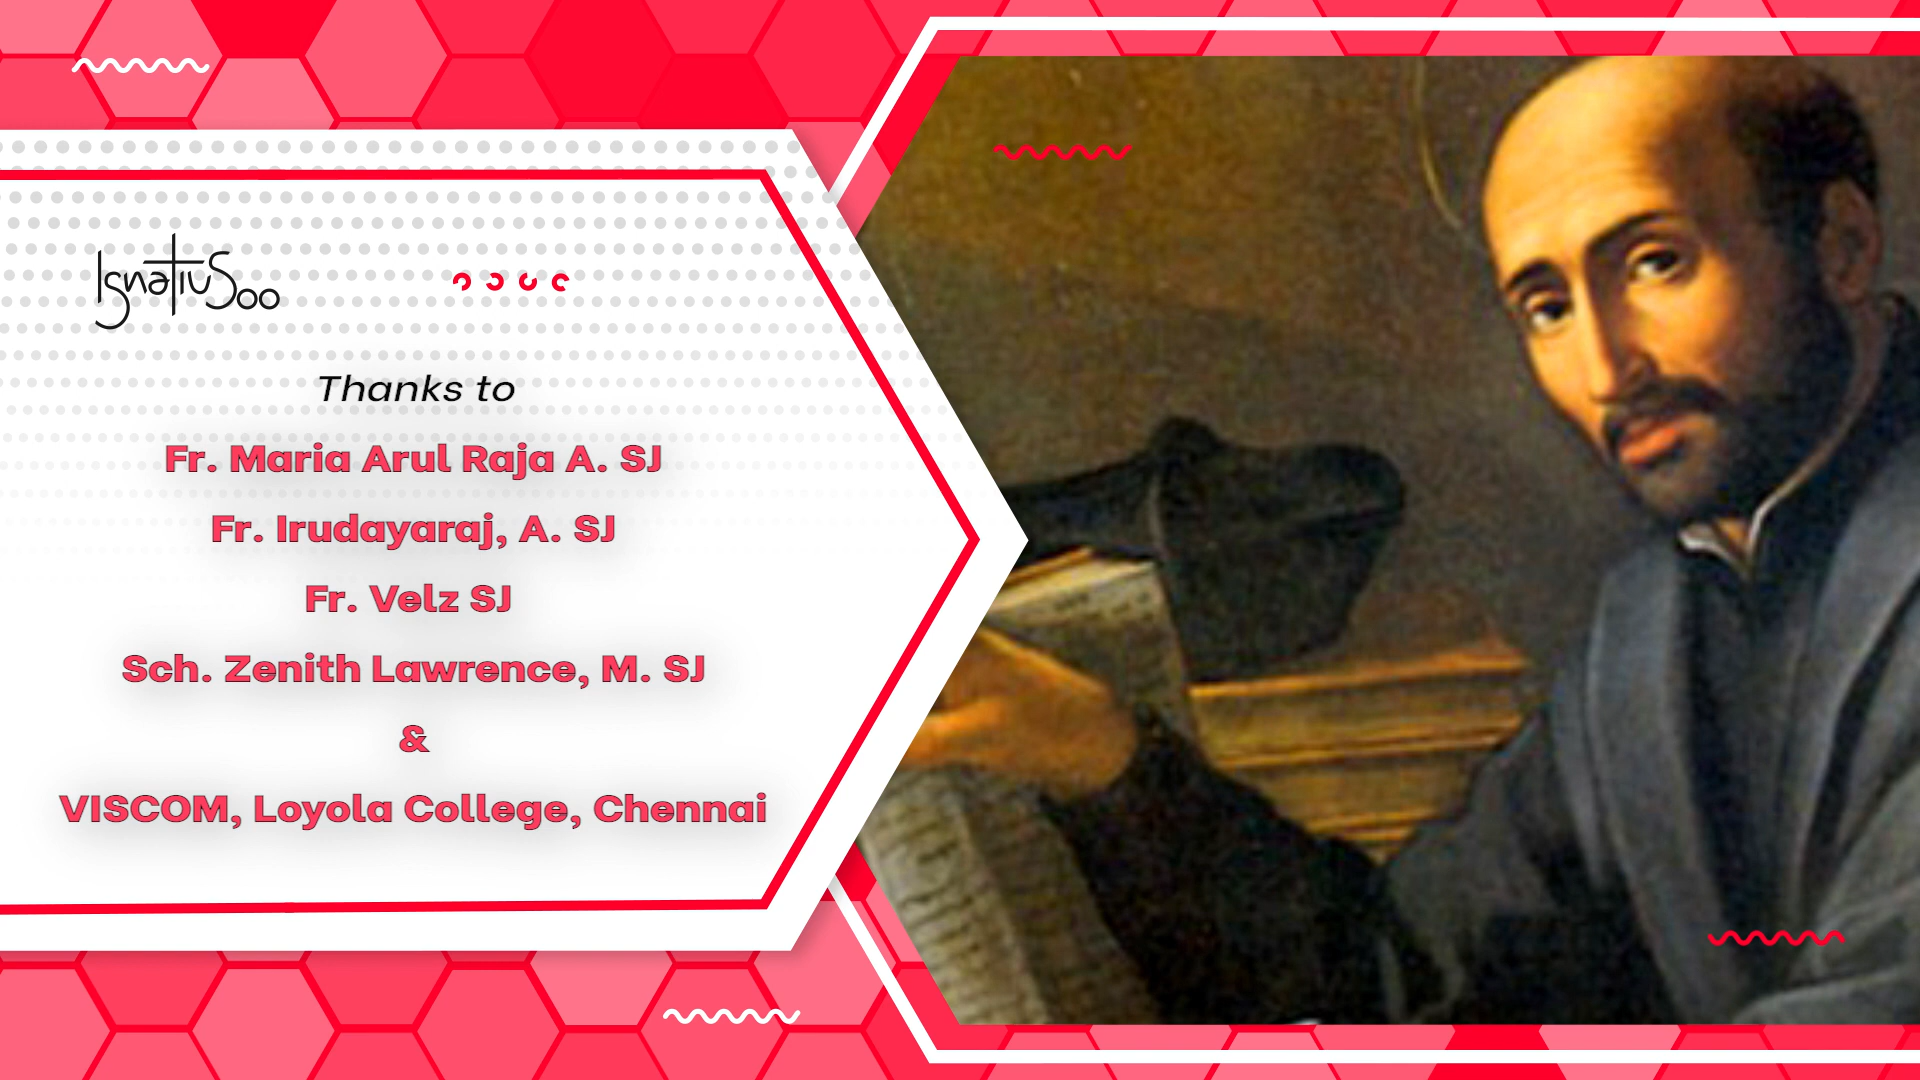 Ignatius500
Thanks to
Fr. Maria Arul Raja A. SJ
Fr. Irudayaraj, A. SJ
Fr. Velz SJ
Sch. Zenith Lawrence, M. SJ
&
VISCOM, Loyola College, Chennai